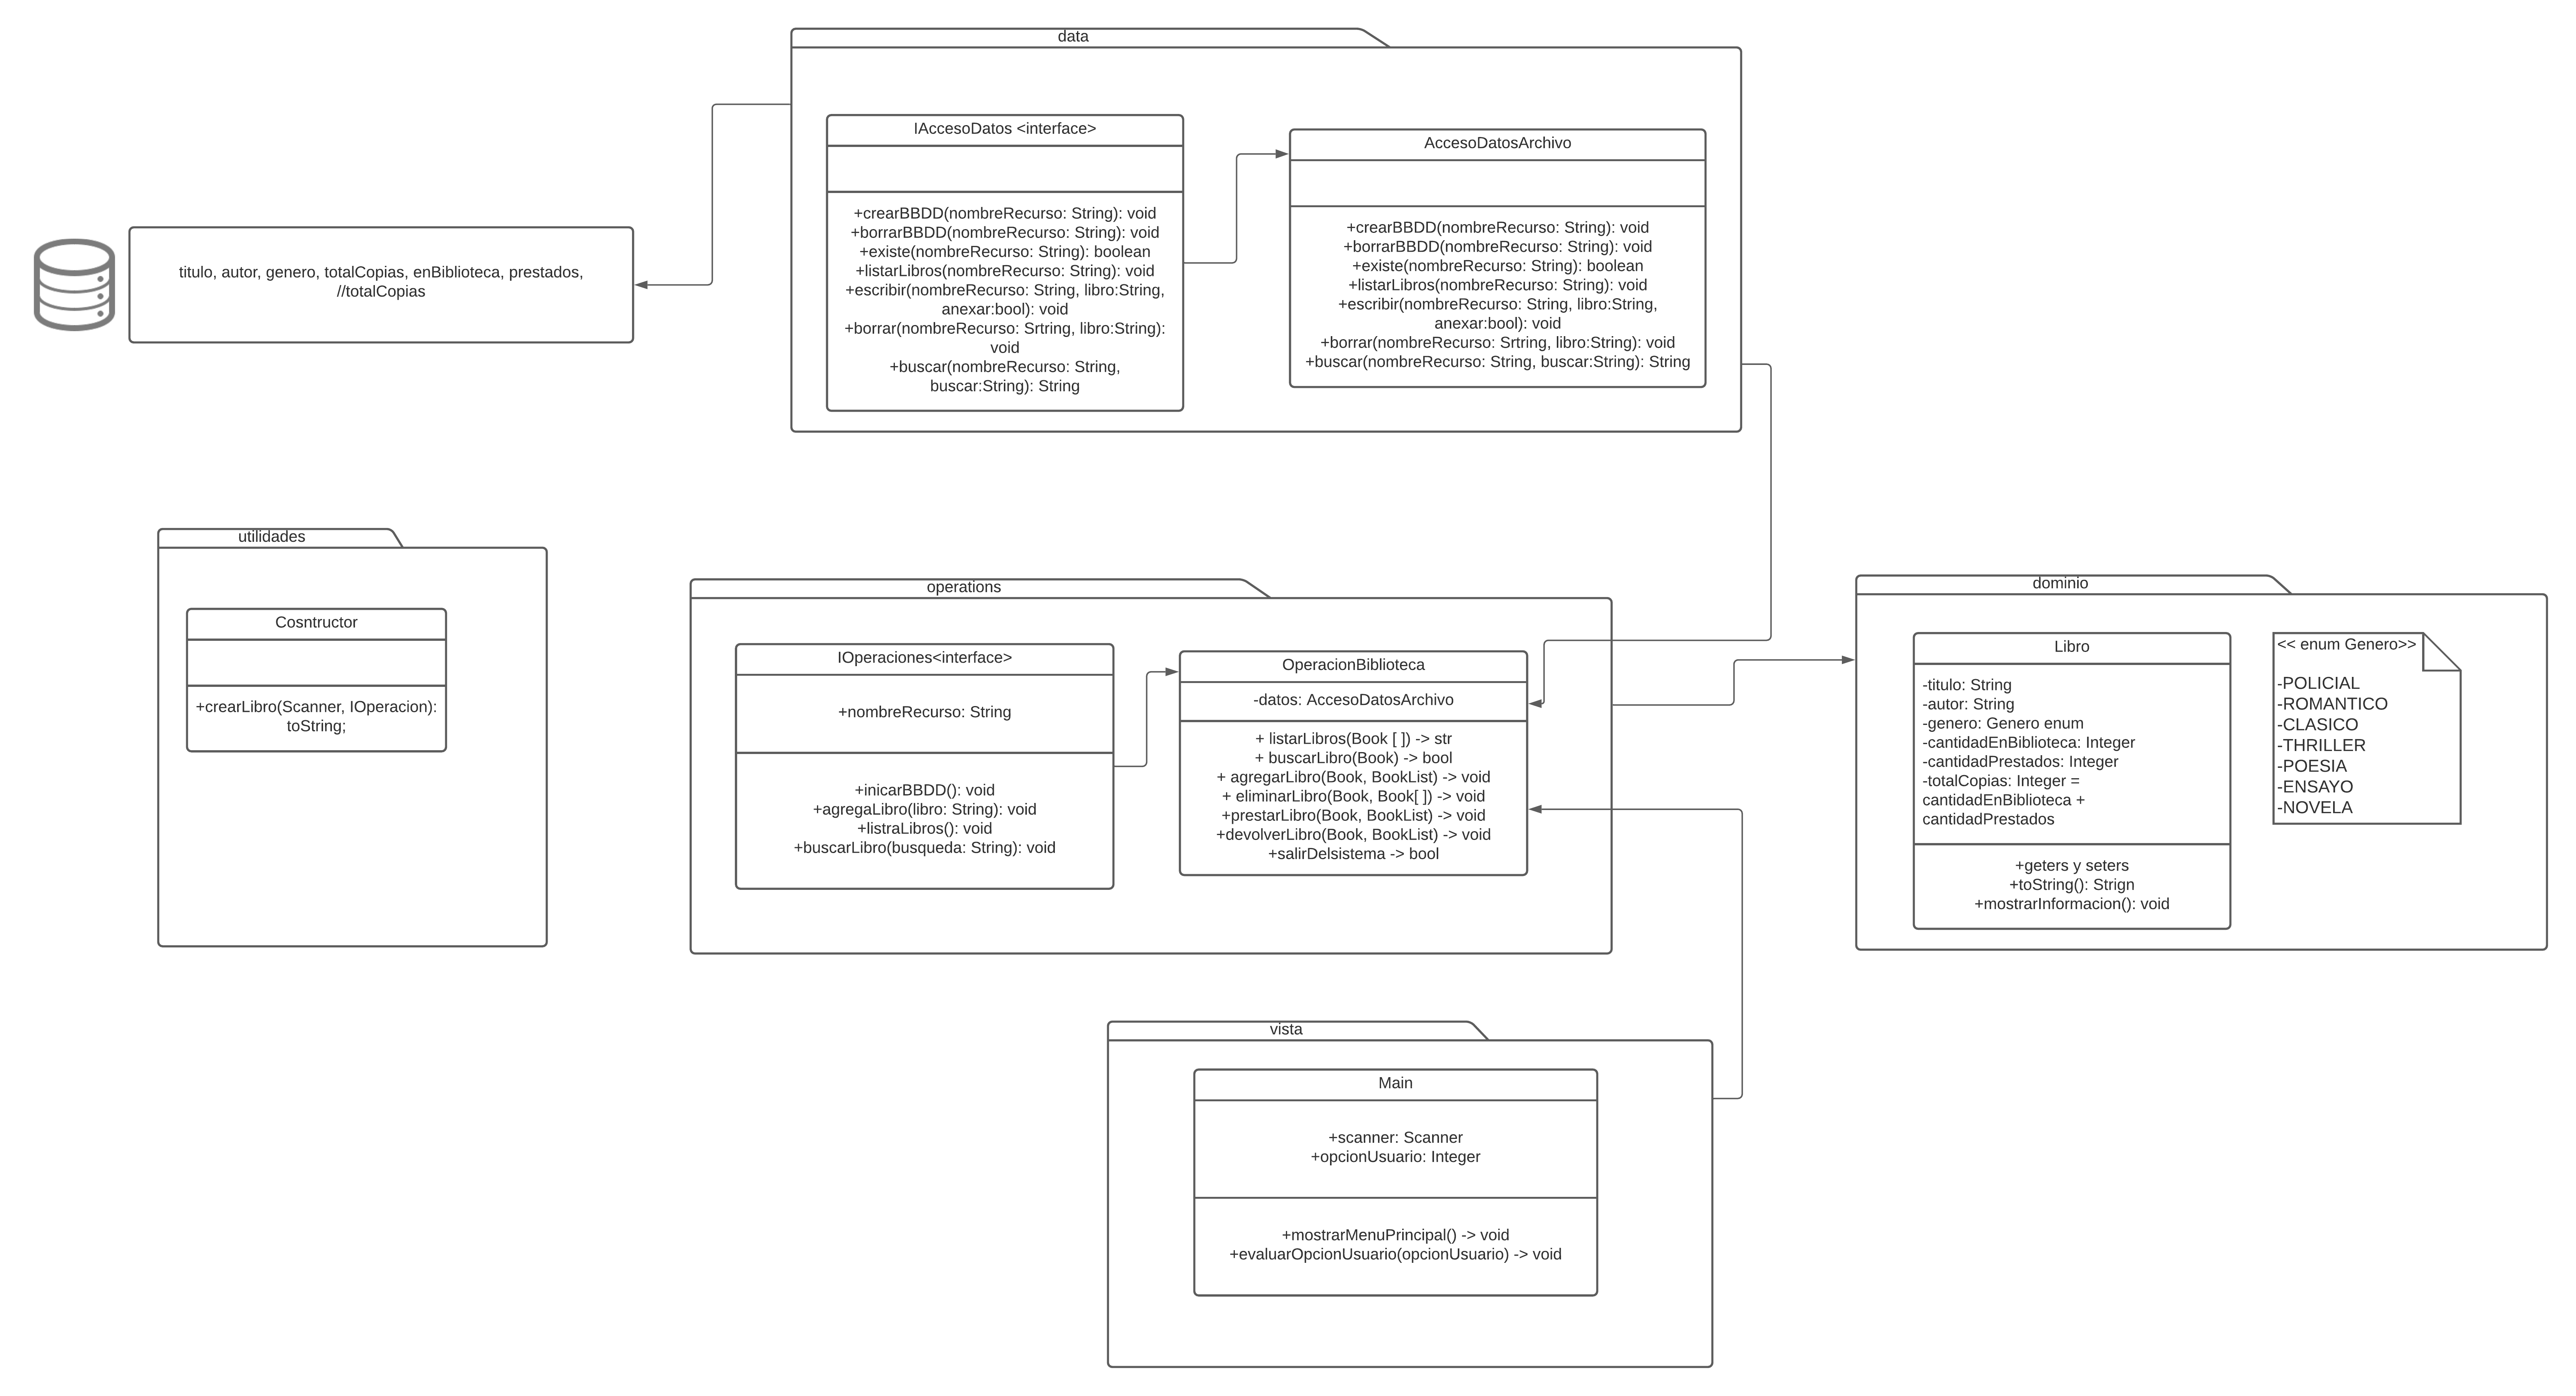 data
IAccesoDatos <interface>
+crearBBDD(nombreRecurso: String): void
+borrarBBDD(nombreRecurso: String): void
+existe(nombreRecurso: String): boolean
+listarLibros(nombreRecurso: String): void
+escribir(nombreRecurso: String, libro:String,
anexar:bool): void
+borrar(nombreRecurso: Srtring, libro:String):
void
+buscar(nombreRecurso: String,
buscar:String): String
AccesoDatosArchivo
+crearBBDD(nombreRecurso: String): void
+borrarBBDD(nombreRecurso: String): void
+existe(nombreRecurso: String): boolean
+listarLibros(nombreRecurso: String): void
+escribir(nombreRecurso: String, libro:String,
anexar:bool): void
+borrar(nombreRecurso: Srtring, libro:String): void
+buscar(nombreRecurso: String, buscar:String): String
titulo, autor, genero, totalCopias, enBiblioteca, prestados,
//totalCopias
utilidades
Cosntructor
+crearLibro(Scanner, IOperacion):
toString;
operations
IOperaciones<interface>
+nombreRecurso: String
+inicarBBDD(): void
+agregaLibro(libro: String): void
+listraLibros(): void
+buscarLibro(busqueda: String): void
OperacionBiblioteca
-datos: AccesoDatosArchivo
+ listarLibros(Book [ ]) -> str
+ buscarLibro(Book) -> bool
+ agregarLibro(Book, BookList) -> void
+ eliminarLibro(Book, Book[ ]) -> void
+prestarLibro(Book, BookList) -> void
+devolverLibro(Book, BookList) -> void
+salirDelsistema -> bool
dominio
Libro
-titulo: String
-autor: String
-genero: Genero enum
-cantidadEnBiblioteca: Integer
-cantidadPrestados: Integer
-totalCopias: Integer =
cantidadEnBiblioteca +
cantidadPrestados
+geters y seters
+toString(): Strign
+mostrarInformacion(): void
<< enum Genero>>
-POLICIAL
-ROMANTICO
-CLASICO
-THRILLER
-POESIA
-ENSAYO
-NOVELA
vista
Main
+scanner: Scanner
+opcionUsuario: Integer
+mostrarMenuPrincipal() -> void
+evaluarOpcionUsuario(opcionUsuario) -> void